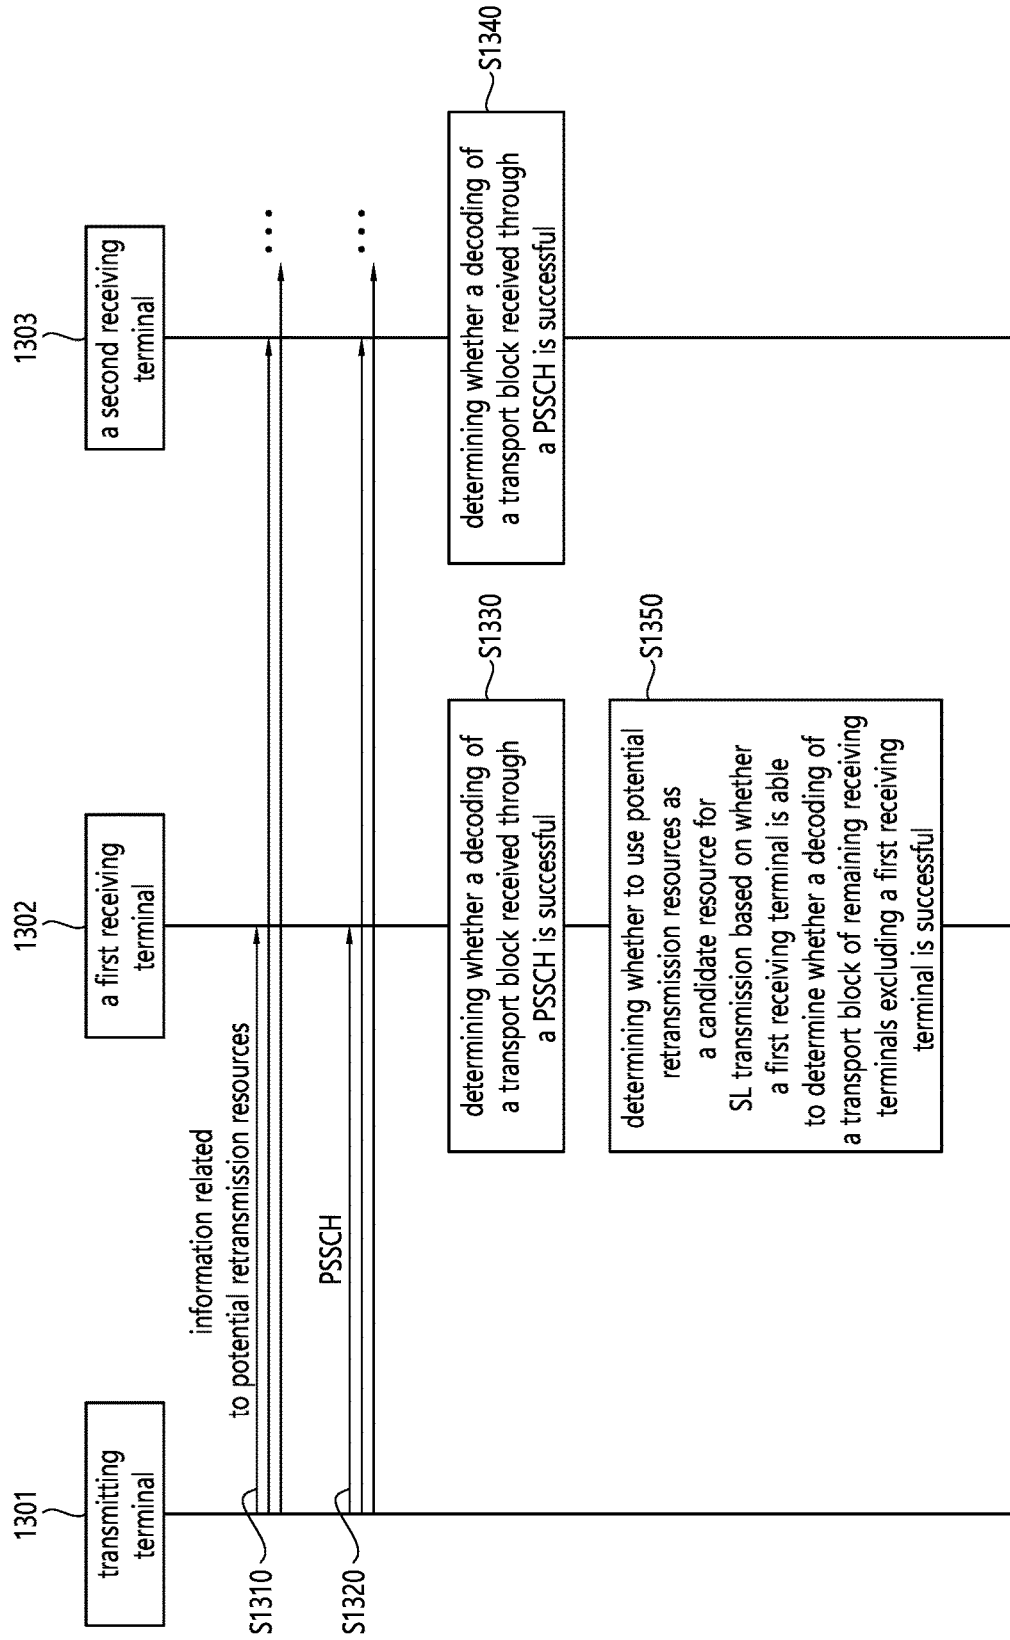 1301
transmitting
terminal
1302
a first receiving
terminal
1303
a second receiving
terminal
S1310
information related
to potential retransmission resources
S1320
PSSCH
S1330
determining whether a decoding of
a transport block received through
a PSSCH is successful
S1340
determining whether a decoding of
a transport block received through
a PSSCH is successful
S1350
determining whether to use potential
retransmission resources as
a candidate resource for
SL transmission based on whether
a first receiving terminal is able
to determine whether a decoding of
a transport block of remaining receiving
terminals excluding a first receiving
terminal is successful